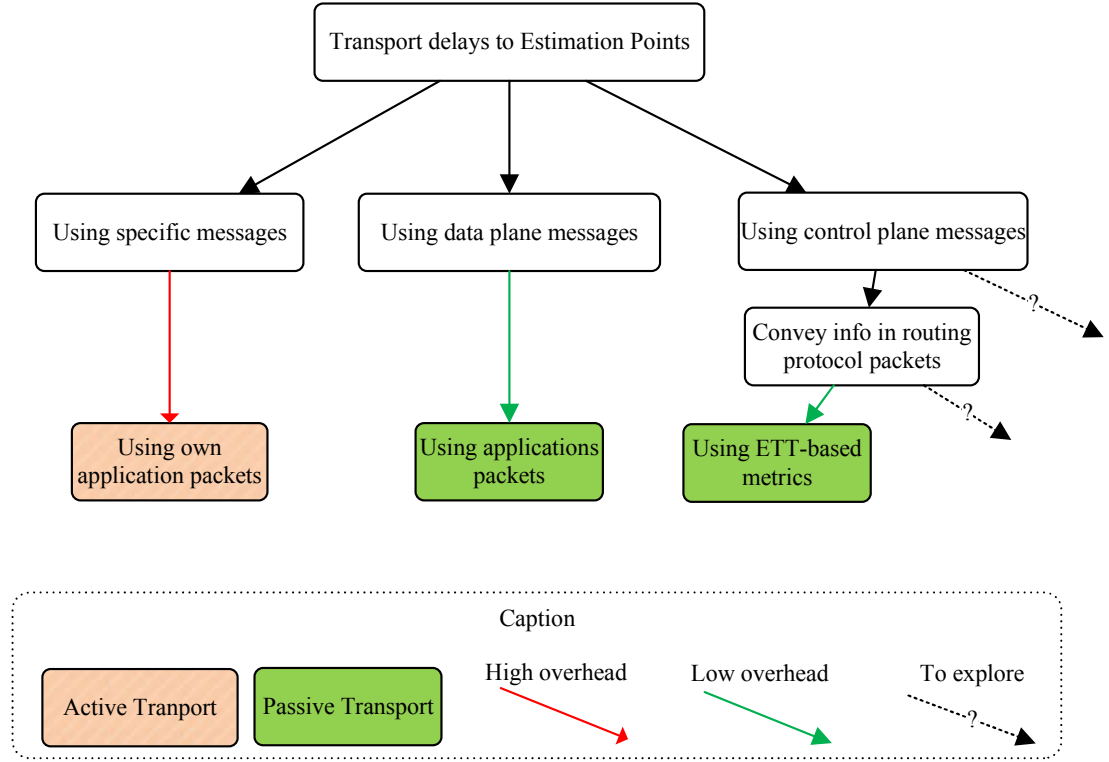 Transport delays to Estimation Points
Using specific messages
Using data plane messages
Using control plane messages
?
Convey info in routing
protocol packets
?
Using own
application packets
Using applications
packets
Using ETT-based
metrics
Caption
High overhead
Low overhead
To explore
Active Tranport
Passive Transport
?